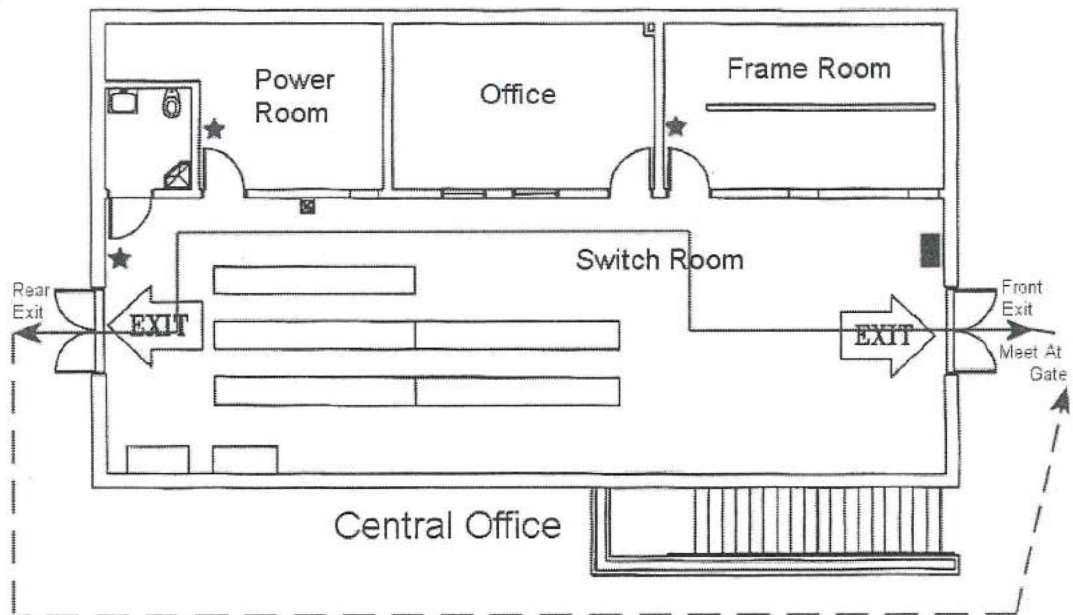 Power
Room
Office
Frame Room
Switch Room
Rear
Exit
EXIT
EXIT
Front
Exit
Meet At
Gate
Central Office